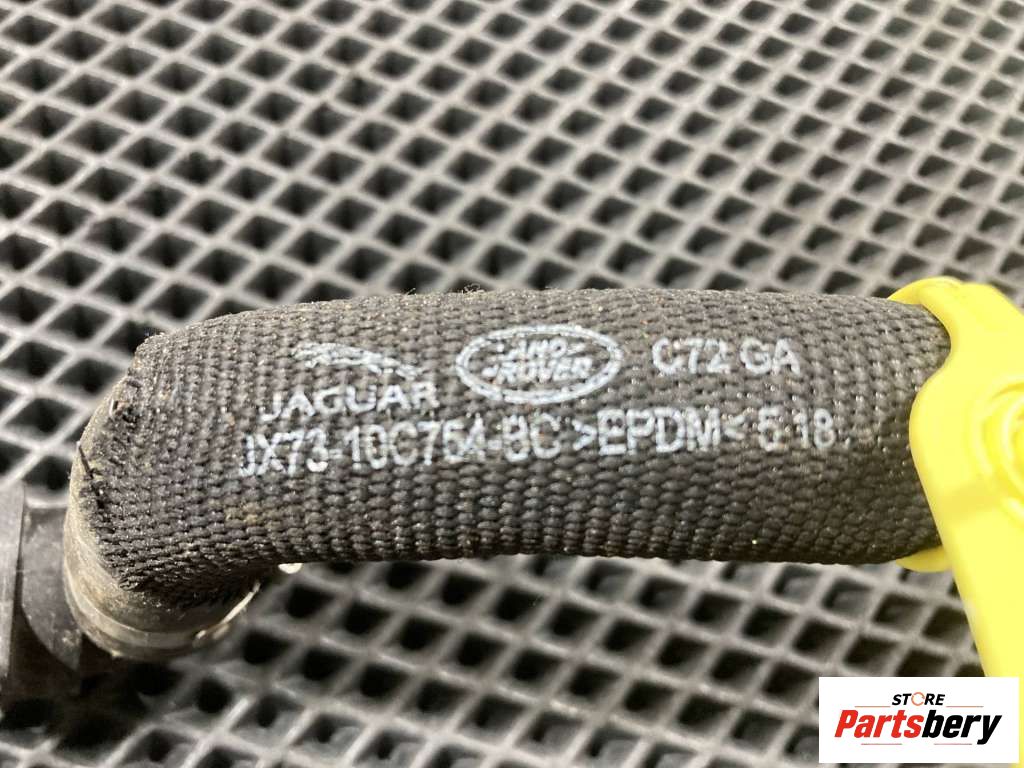 LAND
ROVER
C72 GA
JAGUAR
JX73-10C754-BC >EPDM< 5 18
STORE
Partsbery